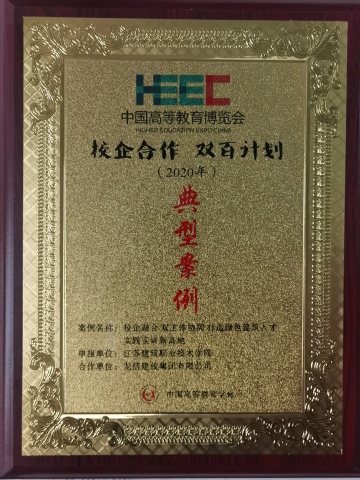 HEEC
中国高等教育博览会
HIGHER EDUCATION EXPO CHINA
校企合作 双百计划
(2020年)
典型案例
案例名称：校企融合 双主体协同 打造绿色建筑人才
实践实训新高地
申报单位：江苏建筑职业技术学院
合作单位：龙信建设集团有限公司
中国高等教育学会